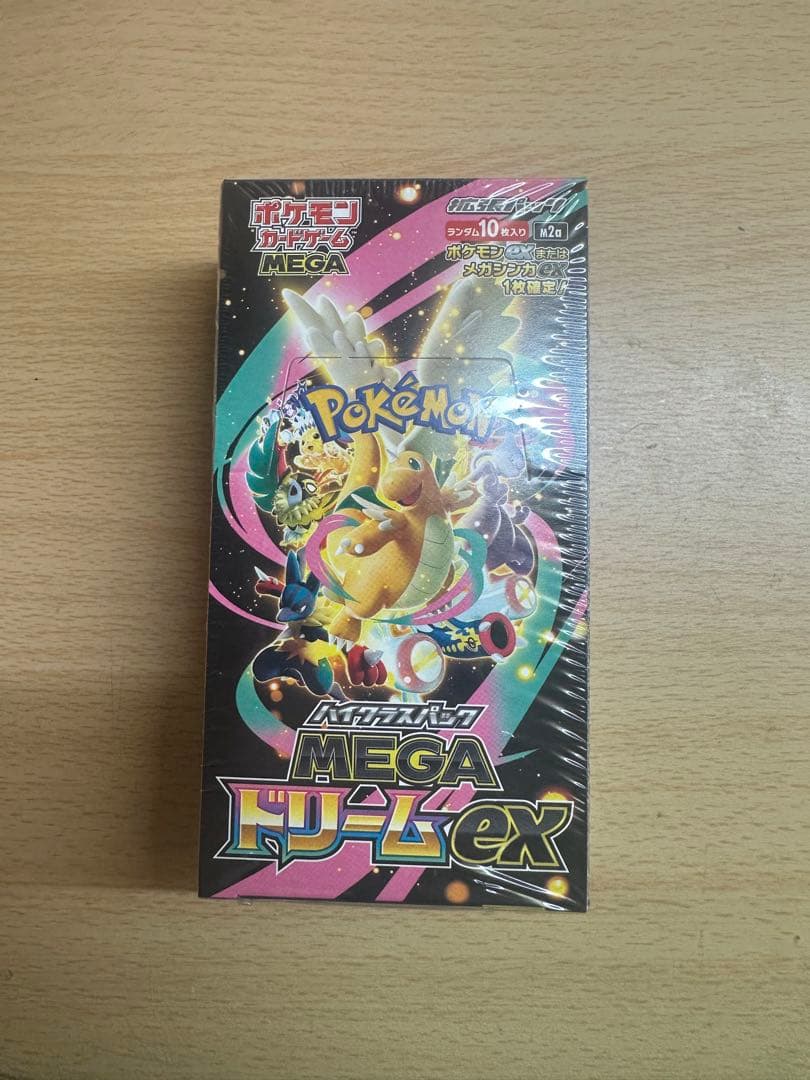 ポケモン
カードゲーム
MEGA
拡張パック
ランダム10枚入り
M2a
ポケモンexまたは
メガシンカex
1枚確定！
Pokémon
ハイクラスパック
MEGA
ドリームex